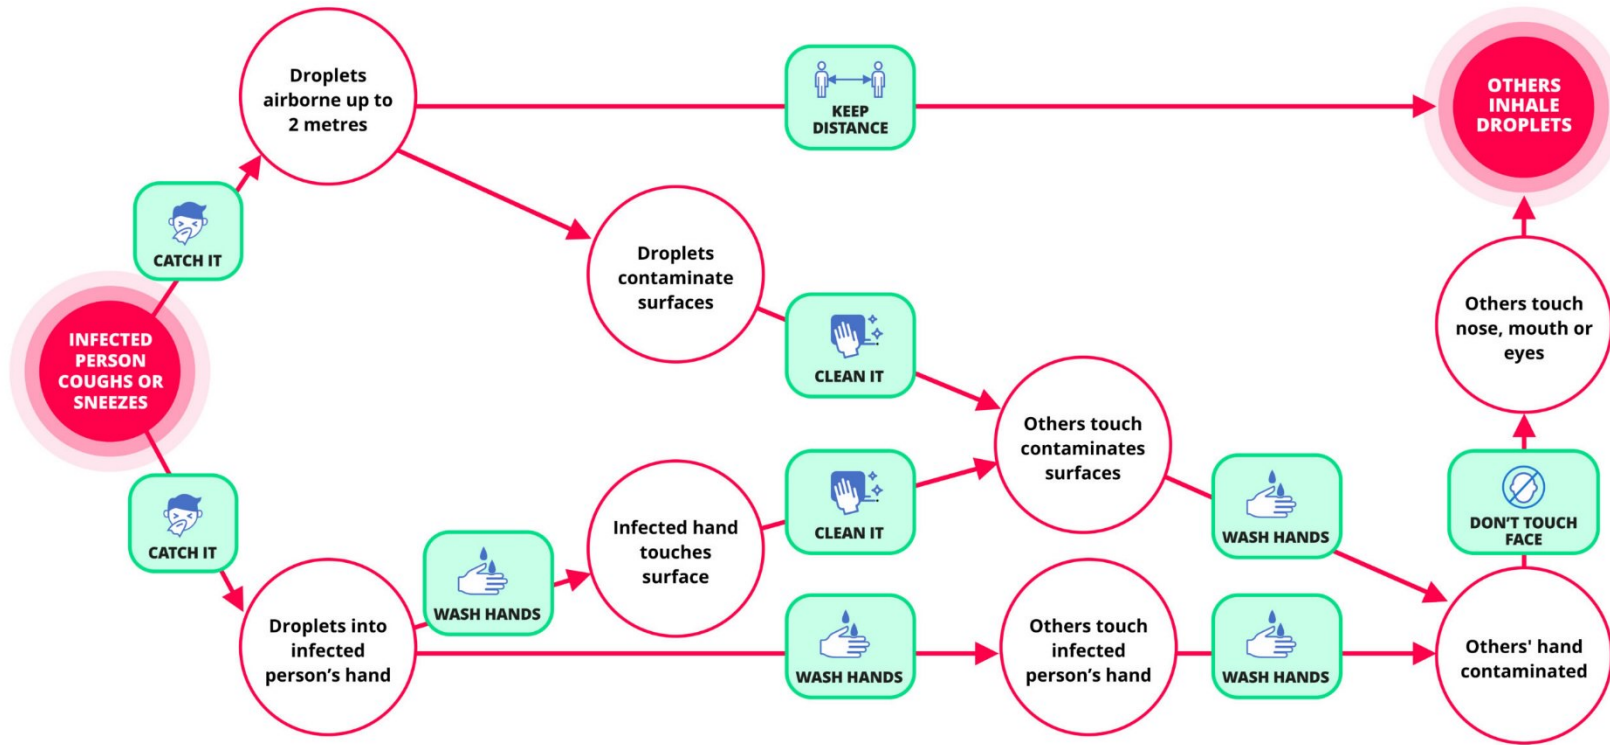 Droplets
airborne up to
2 metres
KEEP
DISTANCE
OTHERS
INHALE
DROPLETS
CATCH IT
Droplets
contaminate
surfaces
INFECTED
PERSON
COUGHS OR
SNEEZES
CLEAN IT
Others touch
nose, mouth or
eyes
Others touch
contaminates
surfaces
CATCH IT
Infected hand
touches
surface
CLEAN IT
WASH HANDS
DON'T TOUCH
FACE
WASH HANDS
Droplets into
infected
person's hand
WASH HANDS
Others touch
infected
person's hand
WASH HANDS
Others' hand
contaminated